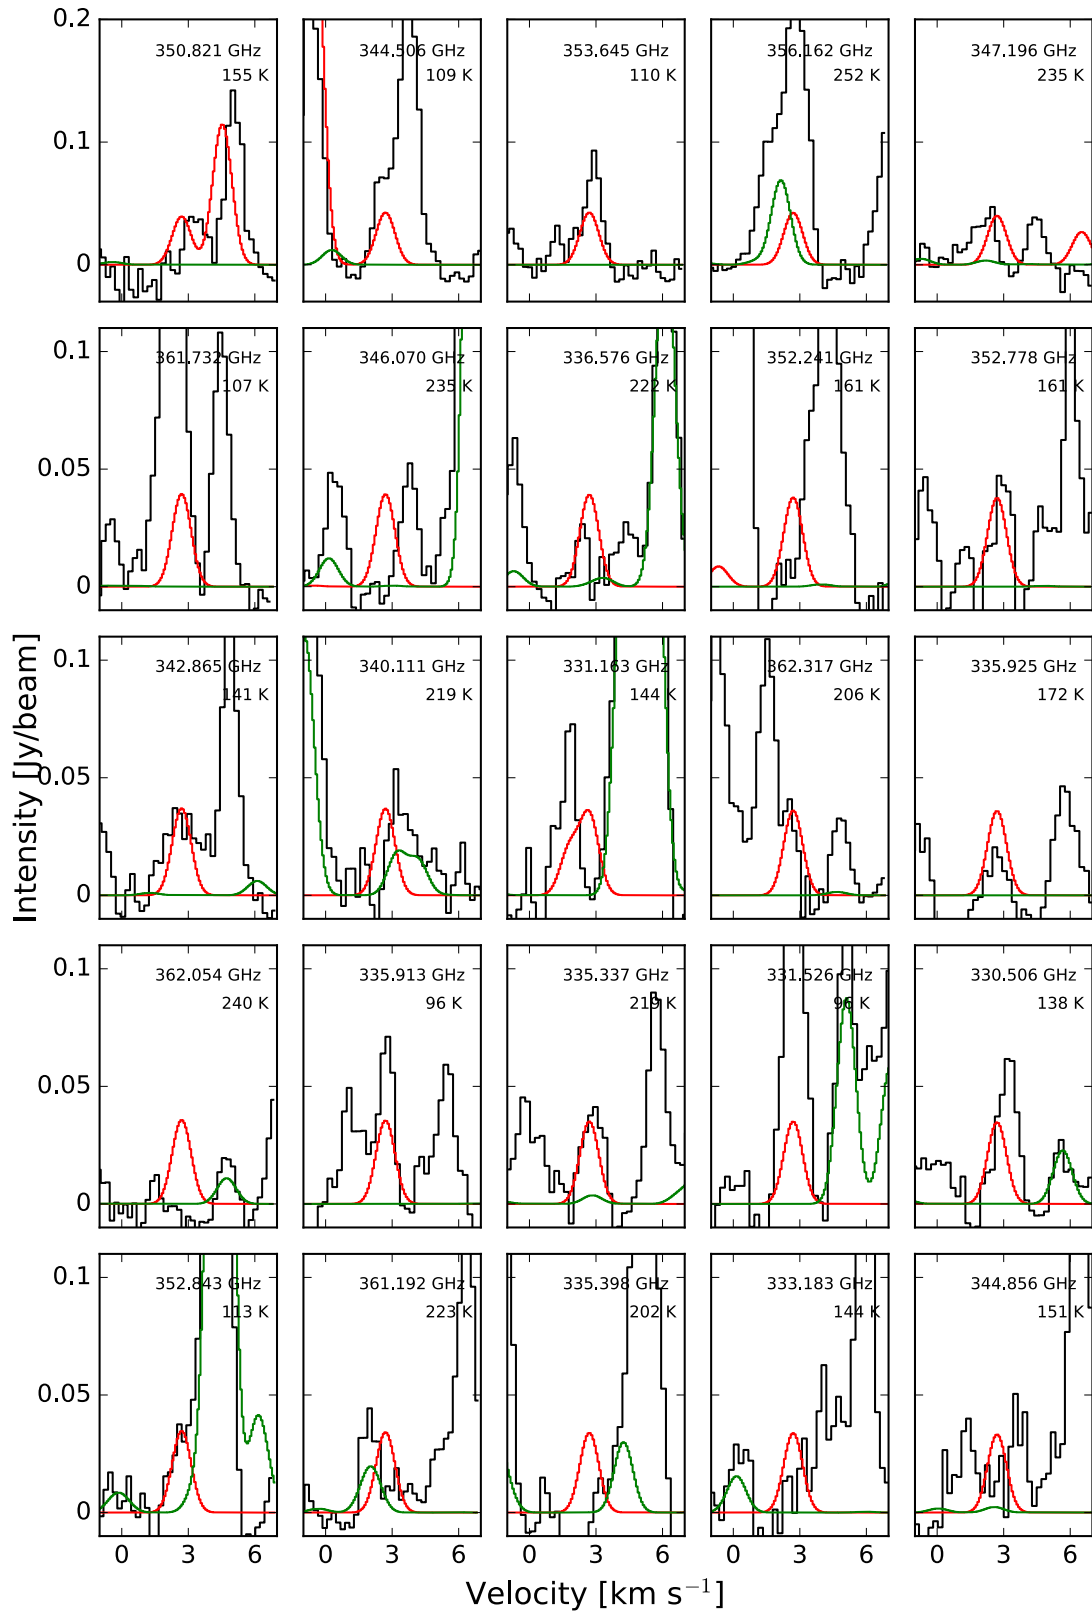 0.2
350.821 GHz
155 K
344.506 GHz
109 K
353.645 GHz
110 K
356.162 GHz
252 K
347.196 GHz
235 K
0.1
0
0.1
361.732 GHz
107 K
346.070 GHz
235 K
336.576 GHz
222 K
352.241 GHz
161 K
352.778 GHz
161 K
0.05
0
0.1
342.865 GHz
141 K
340.111 GHz
219 K
331.163 GHz
144 K
362.317 GHz
206 K
335.925 GHz
172 K
0.05
0
Intensity [Jy/beam]
0.1
362.054 GHz
240 K
335.913 GHz
96 K
335.337 GHz
219 K
331.526 GHz
96 K
330.506 GHz
138 K
0.05
0
0.1
352.843 GHz
113 K
361.192 GHz
223 K
335.398 GHz
202 K
333.183 GHz
144 K
344.856 GHz
151 K
0.05
0
0 3 6 0 3 6 0 3 6 0 3 6 0 3 6
Velocity [km s⁻¹]